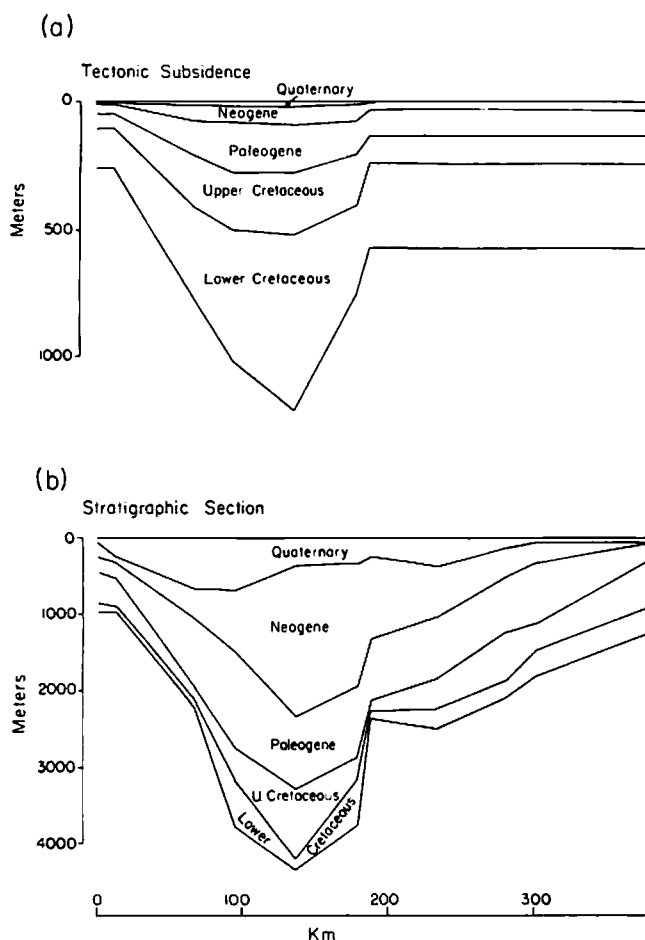 (a)
Tectonic Subsidence
Quaternary
0
Neogene
Paleogene
Upper Cretaceous
500
Lower Cretaceous
1000
Meters
(b)
Stratigraphic Section
0
Quaternary
1000
Neogene
2000
Paleogene
3000
U. Cretaceous
Lower
Cretaceous
4000
Meters
0 100 200 300
Km